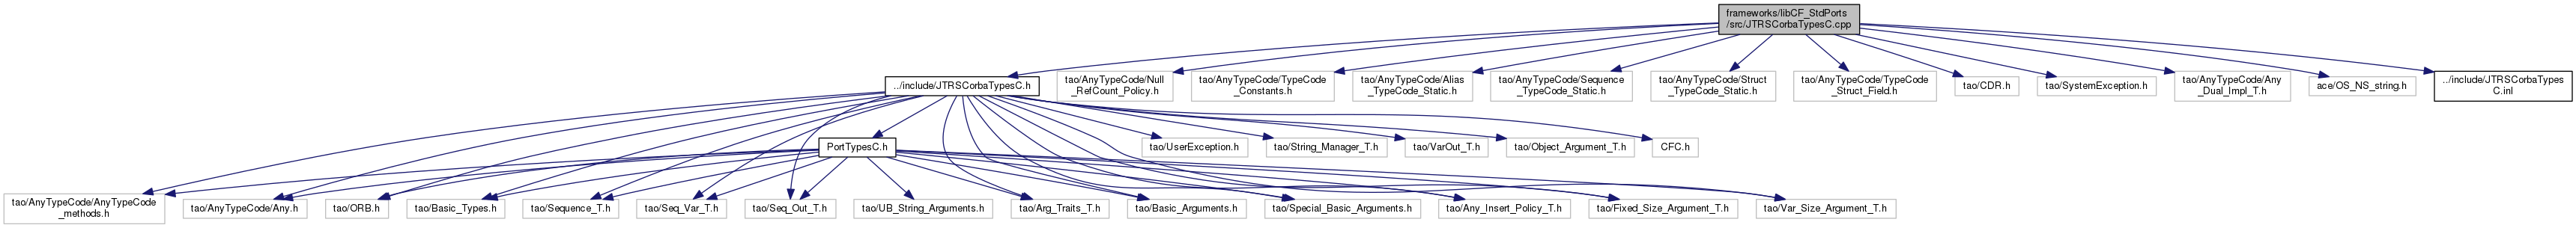 frameworks/libCF_StdPorts
/src/JTRSCorbaTypesC.cpp
../include/JTRSCorbaTypesC.h
tao/AnyTypeCode/Null
_RefCount_Policy.h
tao/AnyTypeCode/TypeCode
_Constants.h
tao/AnyTypeCode/Alias
_TypeCode_Static.h
tao/AnyTypeCode/Sequence
_TypeCode_Static.h
tao/AnyTypeCode/Struct
_TypeCode_Static.h
tao/AnyTypeCode/TypeCode
_Struct_Field.h
tao/CDR.h
tao/SystemException.h
tao/AnyTypeCode/Any
_Dual_Impl_T.h
ace/OS_NS_string.h
../include/JTRSCorbaTypes
C.inl
PortTypesC.h
tao/UserException.h
tao/String_Manager_T.h
tao/VarOut_T.h
tao/Object_Argument_T.h
CFC.h
tao/AnyTypeCode/AnyTypeCode
_methods.h
tao/AnyTypeCode/Any.h
tao/ORB.h
tao/Basic_Types.h
tao/Sequence_T.h
tao/Seq_Var_T.h
tao/Seq_Out_T.h
tao/UB_String_Arguments.h
tao/Arg_Traits_T.h
tao/Basic_Arguments.h
tao/Special_Basic_Arguments.h
tao/Any_Insert_Policy_T.h
tao/Fixed_Size_Argument_T.h
tao/Var_Size_Argument_T.h